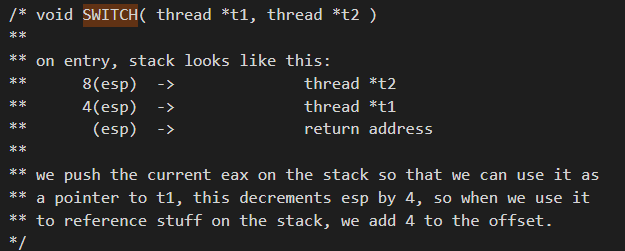 /* void SWITCH( thread *t1, thread *t2 )
**
** on entry, stack looks like this:
**      8(esp)  ->              thread *t2
**      4(esp)  ->              thread *t1
**       (esp)  ->              return address
**
** we push the current eax on the stack so that we can use it as
** a pointer to t1, this decrements esp by 4, so when we use it
** to reference stuff on the stack, we add 4 to the offset.
*/